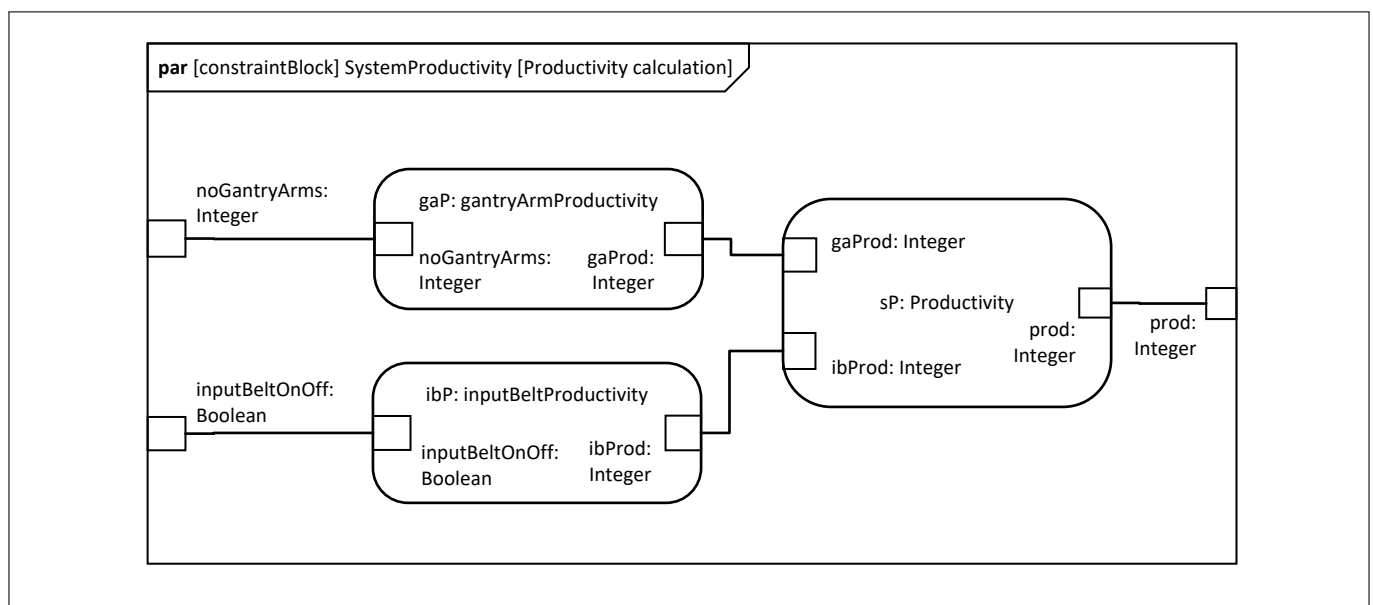 par [constraintBlock] SystemProductivity [Productivity calculation]
noGantryArms:
Integer
gaP: gantryArmProductivity
noGantryArms:
Integer
gaProd:
Integer
inputBeltOnOff:
Boolean
ibP: inputBeltProductivity
inputBeltOnOff:
Boolean
ibProd:
Integer
gaProd: Integer
sP: Productivity
prod:
Integer
ibProd: Integer
prod:
Integer